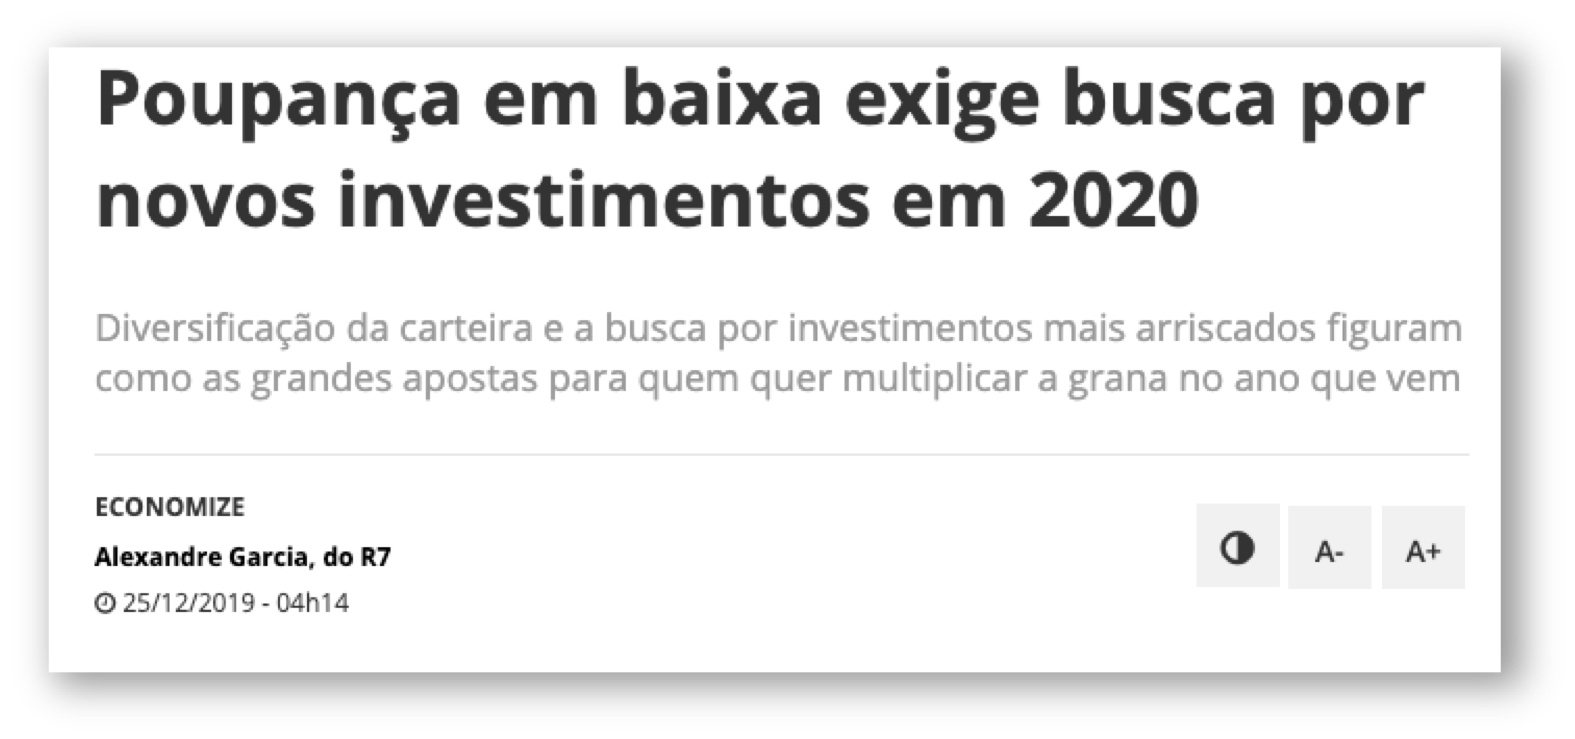 Poupança em baixa exige busca por
novos investimentos em 2020
Diversificação da carteira e a busca por investimentos mais arriscados figuram
como as grandes apostas para quem quer multiplicar a grana no ano que vem
ECONOMIZE
Alexandre Garcia, do R7
25/12/2019 - 04h14
A- A+